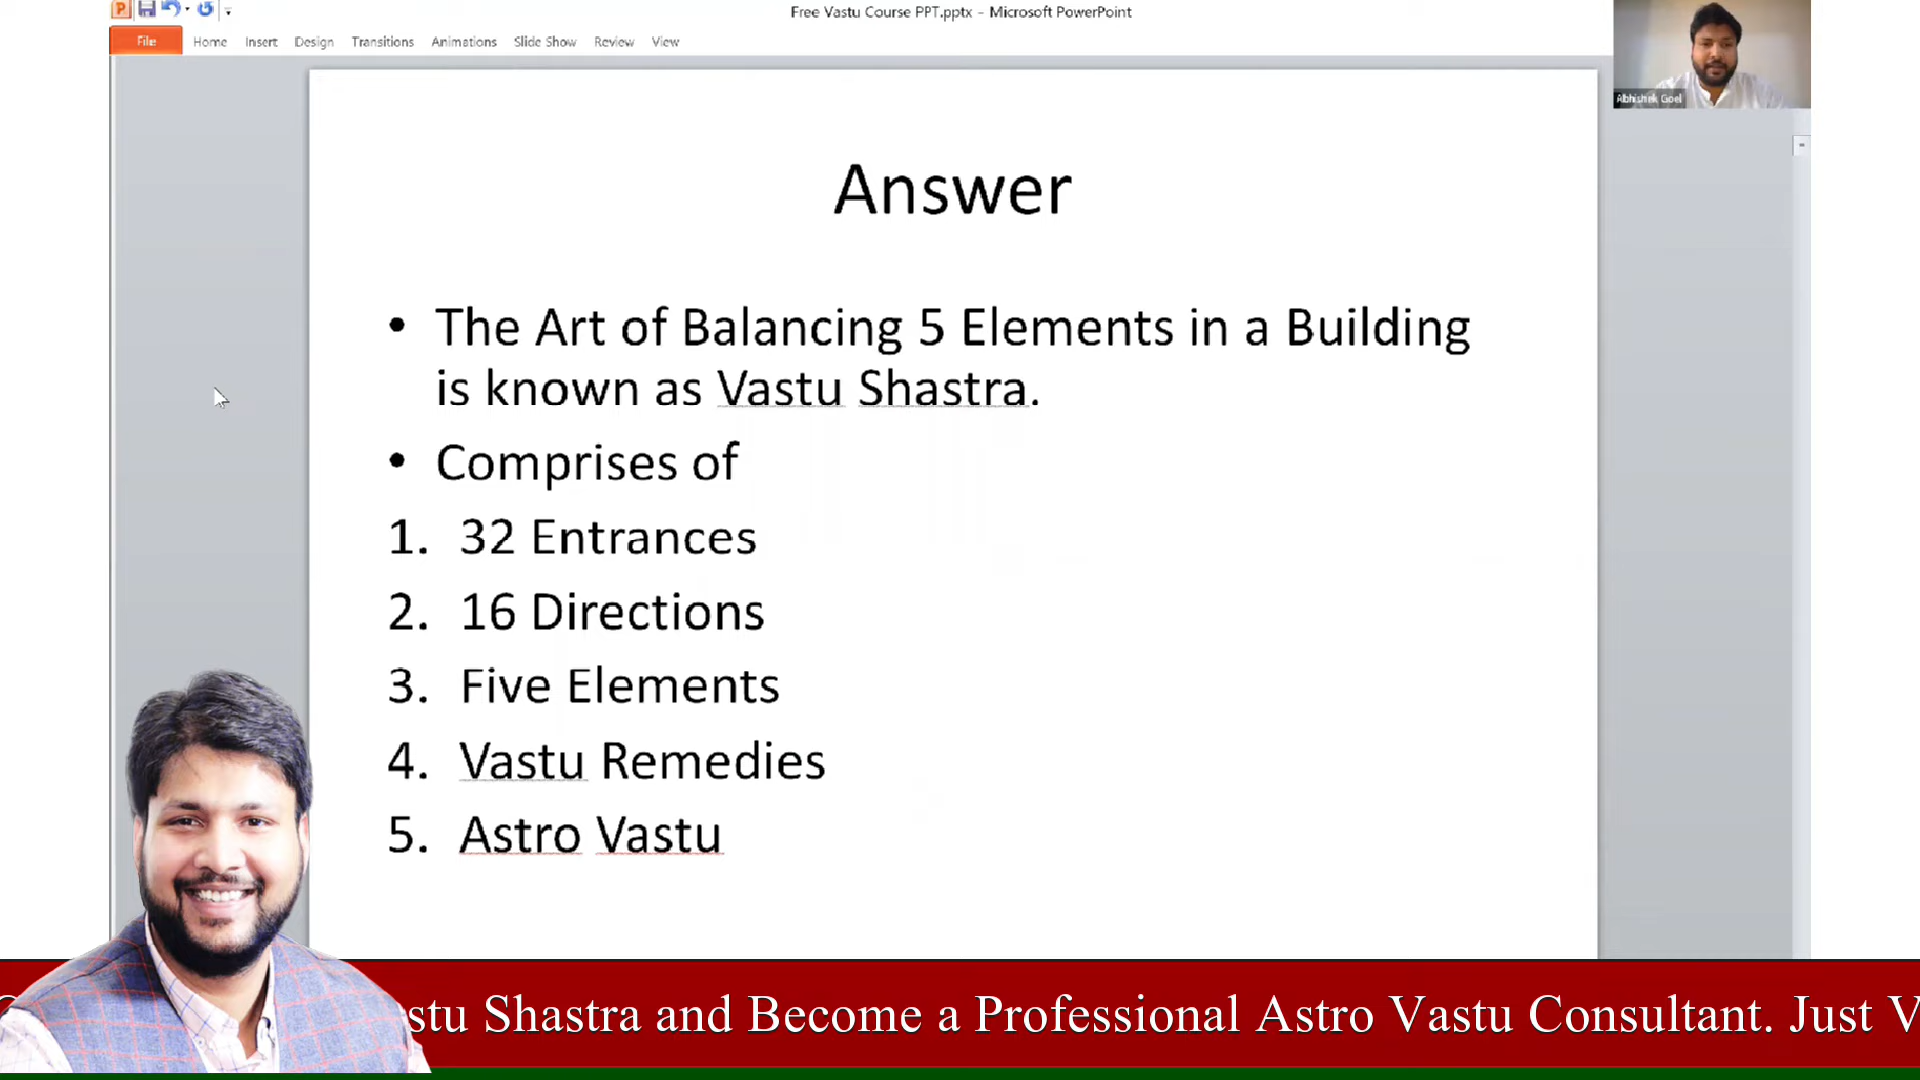 Free Vastu Course PPT.pptx - Microsoft PowerPoint
File Home Insert Design Transitions Animations Slide Show Review View
Abhishek Goel
Answer
• The Art of Balancing 5 Elements in a Building
is known as Vastu Shastra.
• Comprises of
1. 32 Entrances
2. 16 Directions
3. Five Elements
4. Vastu Remedies
5. Astro Vastu
stu Shastra and Become a Professional Astro Vastu Consultant. Just V